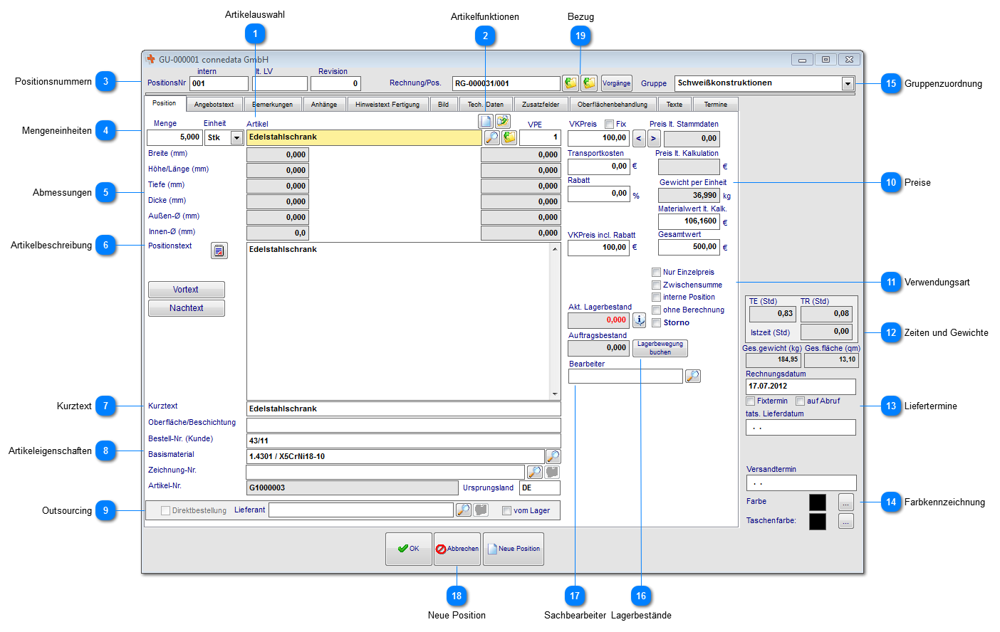 Artikelauswahl
Artikelfunktionen
Bezug
1
2
19
GU-000001 connedata GmbH
intern
lt. LV
Revision
Positionsnummern 3
PositionsNr 001
0
Rechnung/Pos. RG-000031/001
Vorgänge
Gruppe Schweißkonstruktionen
15 Gruppenzuordnung
Position
Angebotstext
Bemerkungen
Anhänge
Hinweistext Fertigung
Bild
Tech. Daten
Zusatzfelder
Oberflächenbehandlung
Texte
Termine
Menge
Einheit
Artikel
VPE
VKPreis
Fix
Preis lt. Stammdaten
Mengeneinheiten 4
5,000
Stk
Edelstahlschrank
1
100,00
<
>
0,00
Breite (mm)
0,000
0,000
Transportkosten
Preis lt. Kalkulation
Höhe/Länge (mm)
0,000
0,000
0,00 €
€
Tiefe (mm)
0,000
0,000
Rabatt
Gewicht per Einheit
10 Preise
Abmessungen 5
Dicke (mm)
0,000
0,000
0,00 %
36,990 kg
Außen-Ø (mm)
0,000
0,000
Materialwert lt. Kalk.
106,1600 €
Innen-Ø (mm)
0,0
0,000
VKPreis incl. Rabatt
Gesamtwert
Artikelbeschreibung 6
Positionstext
Edelstahlschrank
100,00 €
500,00 €
Nur Einzelpreis
Zwischensumme
11 Verwendungsart
Vortext
interne Position
Nachtext
Akt. Lagerbestand
ohne Berechnung
0,000
Storno
TE (Std)
TR (Std)
0,83
0,08
Istzeit (Std)
0,00
12 Zeiten und Gewichte
Auftragsbestand
0,000
Lagerbewegung
buchen
Ges.gewicht (kg)
Ges.fläche (qm)
184,95
13,10
Bearbeiter
Rechnungsdatum
17.07.2012
Fixtermin
auf Abruf
13 Liefertermine
tats. Lieferdatum
. .
Kurztext 7
Kurztext
Edelstahlschrank
Oberfläche/Beschichtung
Bestell-Nr. (Kunde)
43/11
Artikeleigenschaften 8
Basismaterial
1.4301 / X5CrNi18-10
Zeichnung-Nr.
Versandtermin
. .
Artikel-Nr.
G1000003
Ursprungsland DE
Farbe
...
14 Farbkennzeichnung
Outsourcing 9
Direktbestellung
Lieferant
vom Lager
Taschenfarbe:
...
OK
Abbrechen
Neue Position
18
17
16
Neue Position
Sachbearbeiter
Lagerbestände